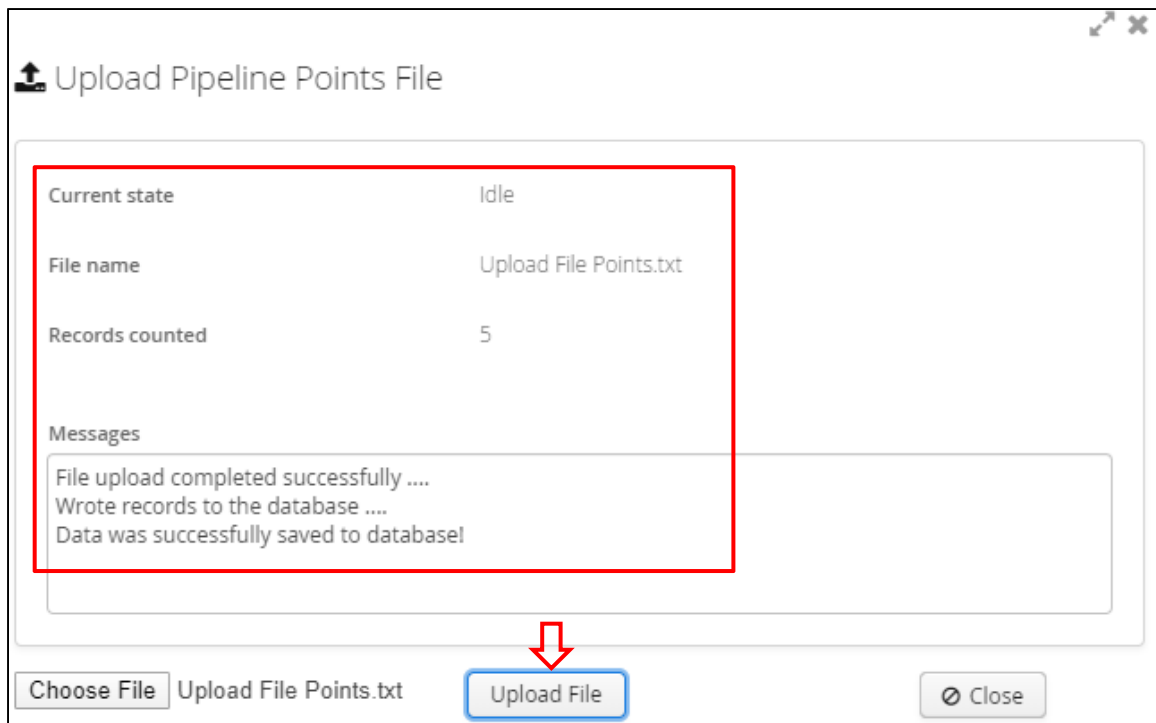 Upload Pipeline Points File
Current state Idle
File name Upload File Points.txt
Records counted 5
Messages
File upload completed successfully ....
Wrote records to the database ....
Data was successfully saved to database!
Choose File Upload File Points.txt Upload File Close